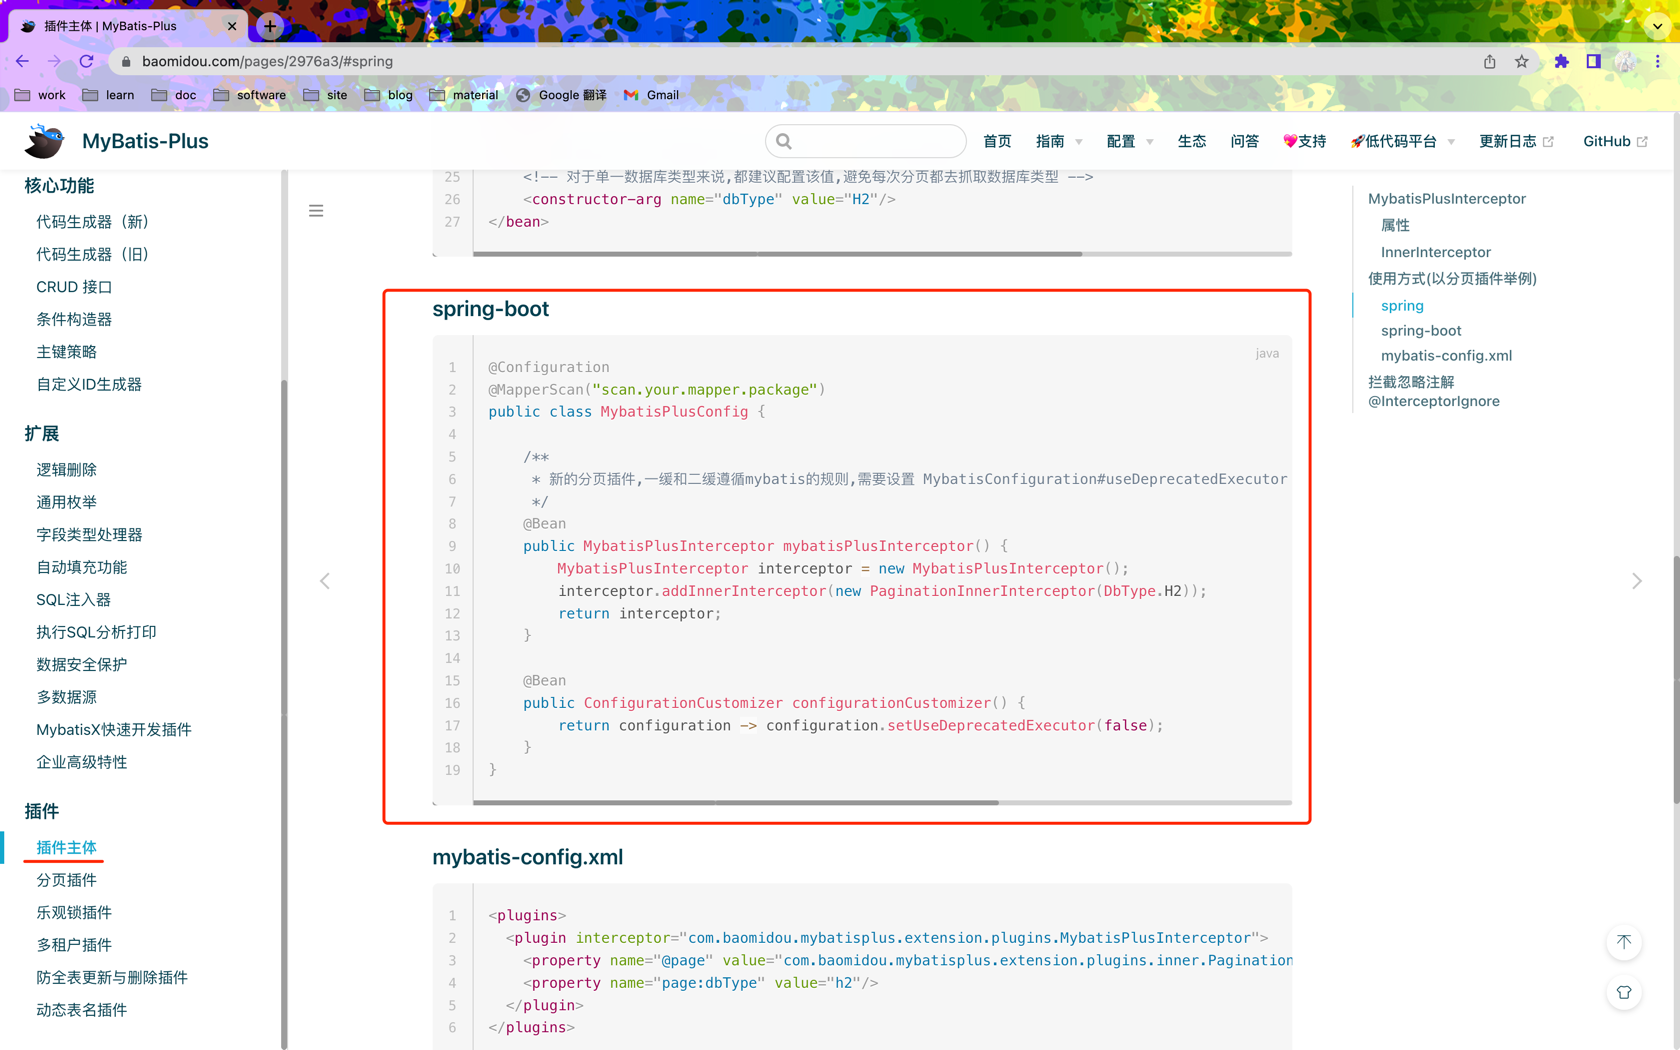 插件主体 | MyBatis-Plus
baomidou.com/pages/2976a3/#spring
work learn doc software site blog material Google 翻译 Gmail
MyBatis-Plus
首页 指南 配置 生态 问答 💖支持 🚀低代码平台 更新日志 GitHub
核心功能
代码生成器（新）
代码生成器（旧）
CRUD 接口
条件构造器
主键策略
自定义ID生成器
扩展
逻辑删除
通用枚举
字段类型处理器
自动填充功能
SQL注入器
执行SQL分析打印
数据安全保护
多数据源
MybatisX快速开发插件
企业高级特性
插件
插件主体
分页插件
乐观锁插件
多租户插件
防全表更新与删除插件
动态表名插件
25 <!-- 对于单一数据库类型来说,都建议配置该值,避免每次分页都去抓取数据库类型 -->
26 <constructor-arg name="dbType" value="H2"/>
27 </bean>
spring-boot
java
1 @Configuration
2 @MapperScan("scan.your.mapper.package")
3 public class MybatisPlusConfig {
4
5 /**
6 * 新的分页插件,一缓和二缓遵循mybatis的规则,需要设置 MybatisConfiguration#useDeprecatedExecutor
7 */
8 @Bean
9 public MybatisPlusInterceptor mybatisPlusInterceptor() {
10 MybatisPlusInterceptor interceptor = new MybatisPlusInterceptor();
11 interceptor.addInnerInterceptor(new PaginationInnerInterceptor(DbType.H2));
12 return interceptor;
13 }
14
15 @Bean
16 public ConfigurationCustomizer configurationCustomizer() {
17 return configuration -> configuration.setUseDeprecatedExecutor(false);
18 }
19 }
mybatis-config.xml
1 <plugins>
2 <plugin interceptor="com.baomidou.mybatisplus.extension.plugins.MybatisPlusInterceptor">
3 <property name="@page" value="com.baomidou.mybatisplus.extension.plugins.inner.Pagination
4 <property name="page:dbType" value="h2"/>
5 </plugin>
6 </plugins>
MybatisPlusInterceptor
属性
InnerInterceptor
使用方式(以分页插件举例)
spring
spring-boot
mybatis-config.xml
拦截忽略注解
@InterceptorIgnore